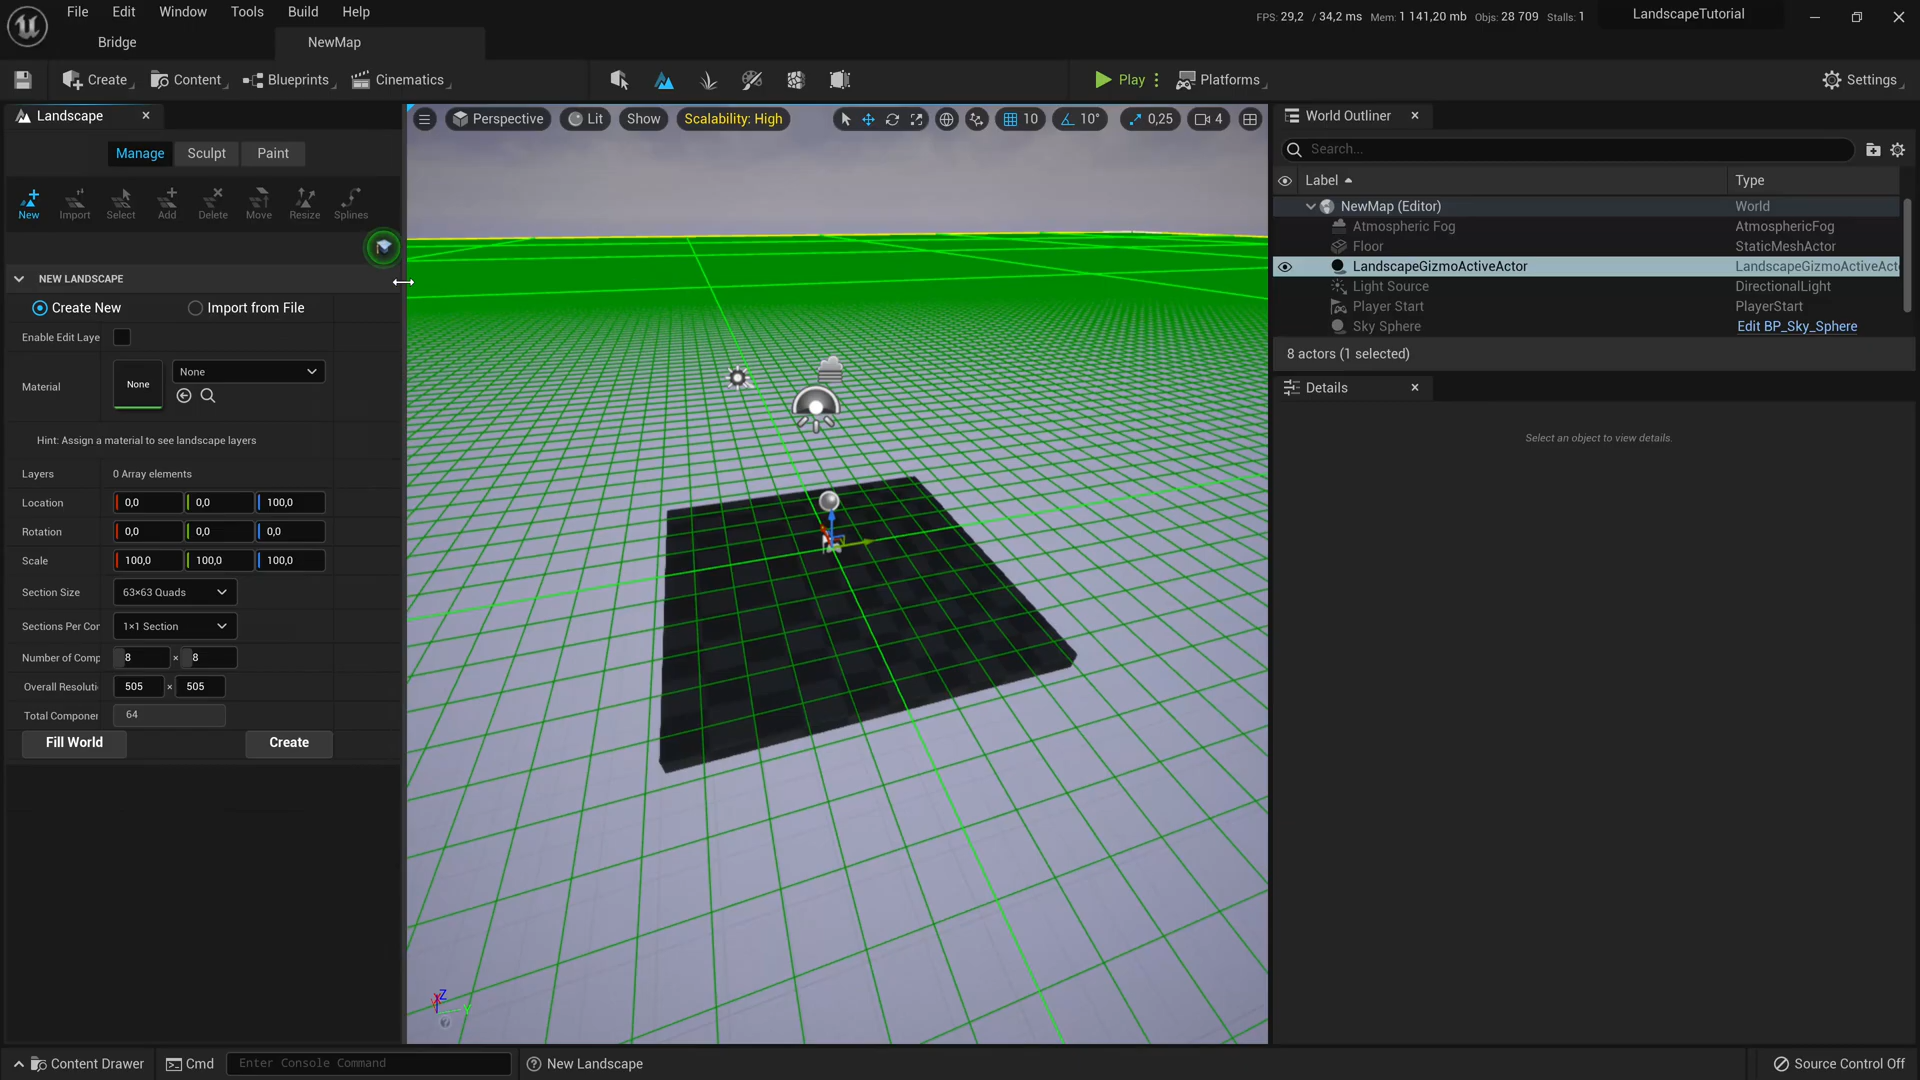 File Edit Window Tools Build Help
FPS: 29,2 / 34,2 ms Mem: 1 141,20 mb Objs: 28 709 Stalls: 1
LandscapeTutorial
Bridge
NewMap
Create
Content
Blueprints
Cinematics
Play
Platforms
Settings
Landscape
Manage Sculpt Paint
New Import Select Add Delete Move Resize Splines
NEW LANDSCAPE
Create New Import from File
Enable Edit Laye
Material None None
Hint: Assign a material to see landscape layers
Layers 0 Array elements
Location 0,0 0,0 100,0
Rotation 0,0 0,0 0,0
Scale 100,0 100,0 100,0
Section Size 63×63 Quads
Sections Per Cor 1×1 Section
Number of Comp 8 × 8
Overall Resoluti 505 × 505
Total Componer 64
Fill World Create
Perspective Lit Show Scalability: High 10 10° 0,25 4
Z
Y
World Outliner
Search...
Label Type
NewMap (Editor) World
Atmospheric Fog AtmosphericFog
Floor StaticMeshActor
LandscapeGizmoActiveActor LandscapeGizmoActiveActo
Light Source DirectionalLight
Player Start PlayerStart
Sky Sphere Edit BP_Sky_Sphere
8 actors (1 selected)
Details
Select an object to view details.
Content Drawer Cmd Enter Console Command New Landscape Source Control Off